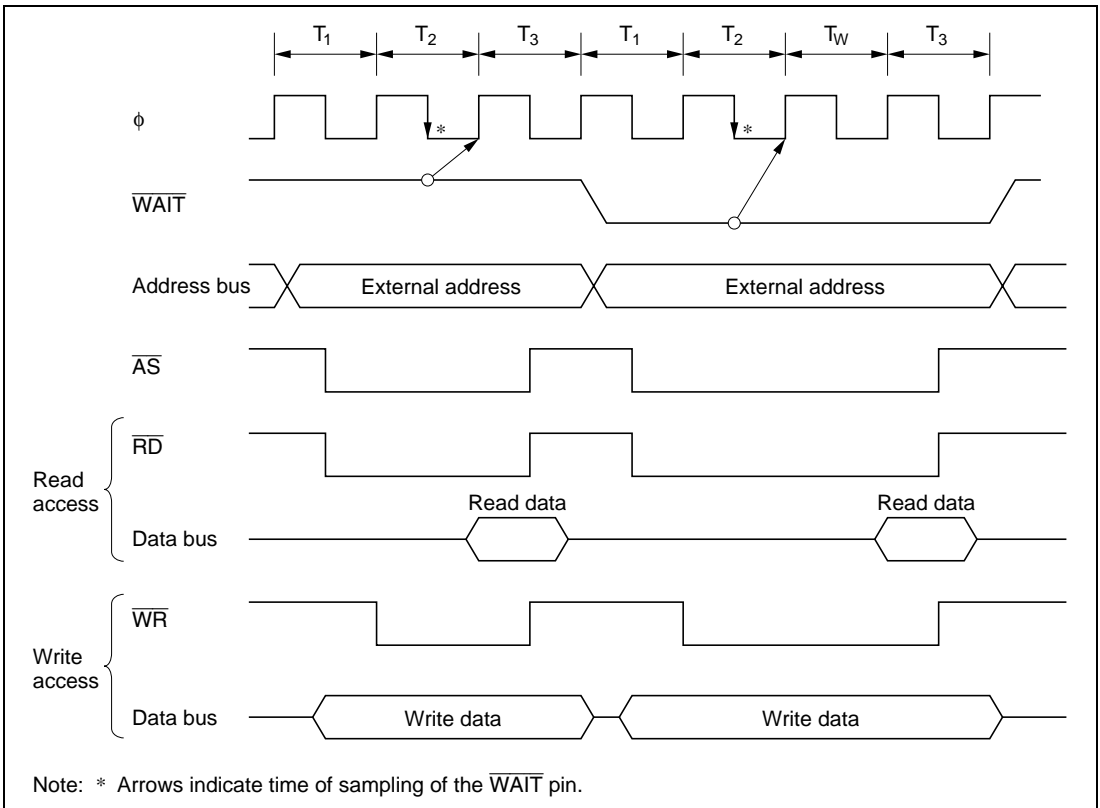 T1 T2 T3 T1 T2 TW T3
ϕ
* *
WAIT
Address bus External address External address
AS
RD
Read access
Read data Read data
Data bus
WR
Write access
Data bus Write data Write data
Note: * Arrows indicate time of sampling of the WAIT pin.